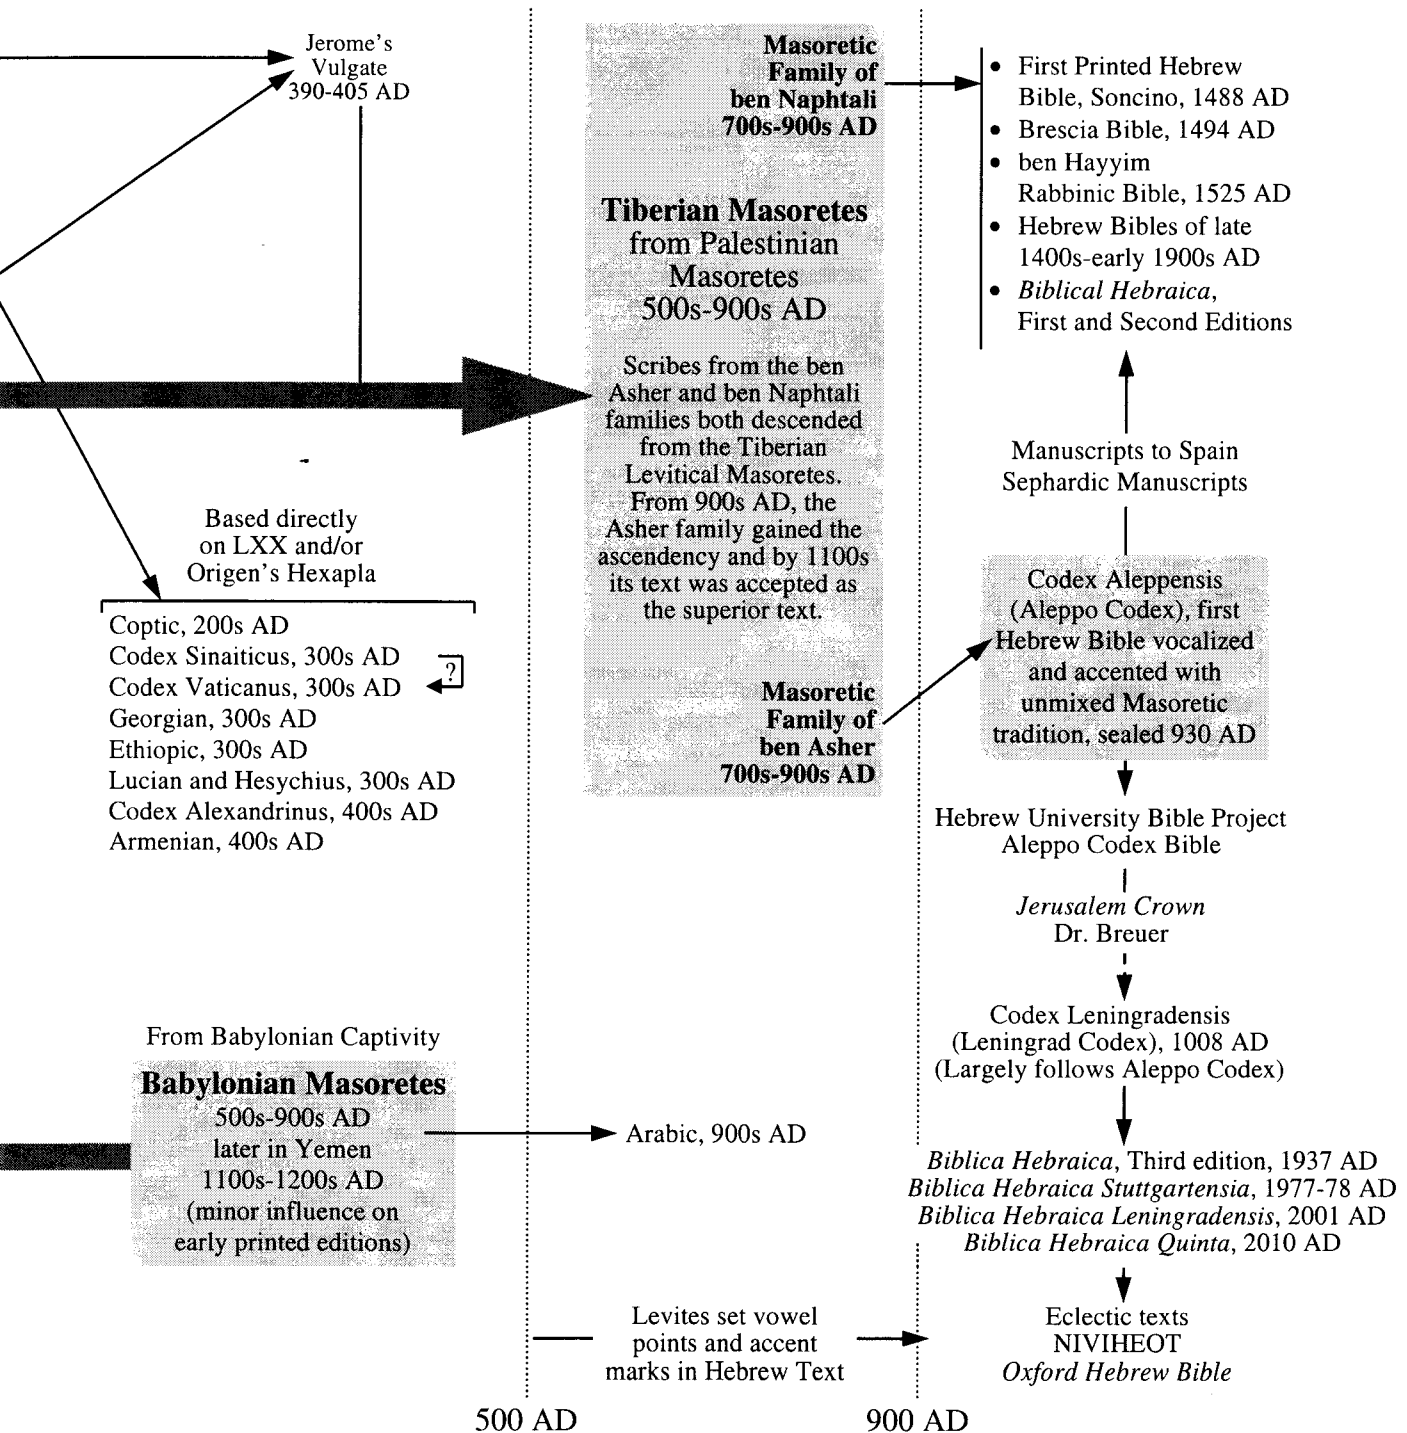 Jerome's
Vulgate
390-405 AD
Based directly
on LXX and/or
Origen's Hexapla
Coptic, 200s AD
Codex Sinaiticus, 300s AD
?
Codex Vaticanus, 300s AD
Georgian, 300s AD
Ethiopic, 300s AD
Lucian and Hesychius, 300s AD
Codex Alexandrinus, 400s AD
Armenian, 400s AD
From Babylonian Captivity
Babylonian Masoretes
500s-900s AD
later in Yemen
1100s-1200s AD
(minor influence on
early printed editions)
Arabic, 900s AD
Masoretic
Family of
ben Naphtali
700s-900s AD
Tiberian Masoretes
from Palestinian
Masoretes
500s-900s AD
Scribes from the ben
Asher and ben Naphtali
families both descended
from the Tiberian
Levitical Masoretes.
From 900s AD, the
Asher family gained the
ascendency and by 1100s
its text was accepted as
the superior text.
Masoretic
Family of
ben Asher
700s-900s AD
Levites set vowel
points and accent
marks in Hebrew Text
• First Printed Hebrew
Bible, Soncino, 1488 AD
• Brescia Bible, 1494 AD
• ben Hayyim
Rabbinic Bible, 1525 AD
• Hebrew Bibles of late
1400s-early 1900s AD
• Biblical Hebraica,
First and Second Editions
Manuscripts to Spain
Sephardic Manuscripts
Codex Aleppensis
(Aleppo Codex), first
Hebrew Bible vocalized
and accented with
unmixed Masoretic
tradition, sealed 930 AD
Hebrew University Bible Project
Aleppo Codex Bible
Jerusalem Crown
Dr. Breuer
Codex Leningradensis
(Leningrad Codex), 1008 AD
(Largely follows Aleppo Codex)
Biblica Hebraica, Third edition, 1937 AD
Biblica Hebraica Stuttgartensia, 1977-78 AD
Biblica Hebraica Leningradensis, 2001 AD
Biblica Hebraica Quinta, 2010 AD
Eclectic texts
NIVIHEOT
Oxford Hebrew Bible
500 AD
900 AD